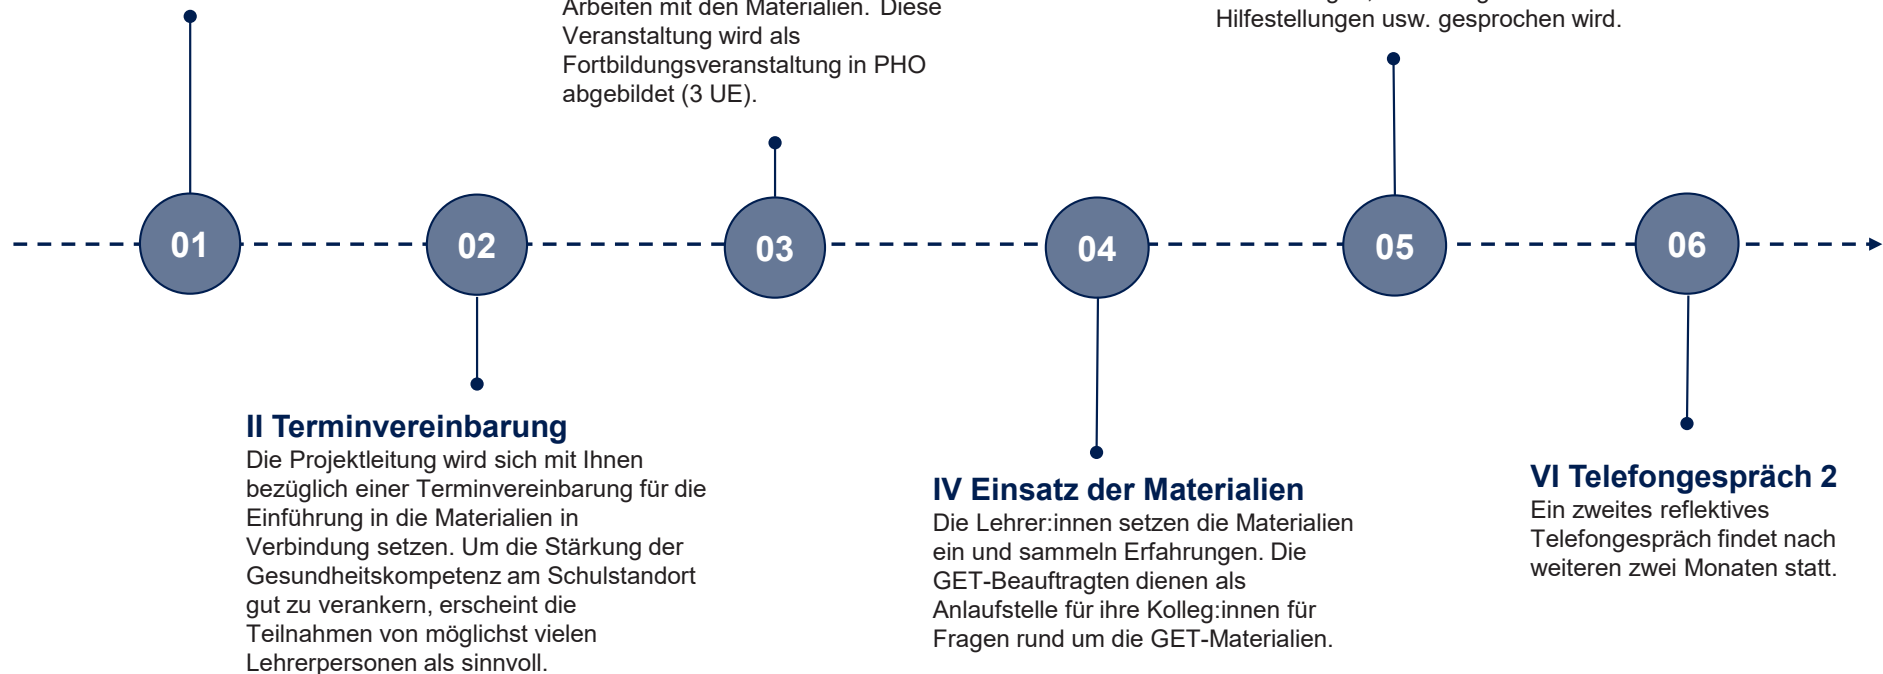 Arbeiten mit den Materialien. Diese
Veranstaltung wird als
Fortbildungsveranstaltung in PHO
abgebildet (3 UE).
Hilfestellungen usw. gesprochen wird.
01
02
03
04
05
06
II Terminvereinbarung
Die Projektleitung wird sich mit Ihnen
bezüglich einer Terminvereinbarung für die
Einführung in die Materialien in
Verbindung setzen. Um die Stärkung der
Gesundheitskompetenz am Schulstandort
gut zu verankern, erscheint die
Teilnahmen von möglichst vielen
Lehrerpersonen als sinnvoll.
IV Einsatz der Materialien
Die Lehrer:innen setzen die Materialien
ein und sammeln Erfahrungen. Die
GET-Beauftragten dienen als
Anlaufstelle für ihre Kolleg:innen für
Fragen rund um die GET-Materialien.
VI Telefongespräch 2
Ein zweites reflektives
Telefongespräch findet nach
weiteren zwei Monaten statt.